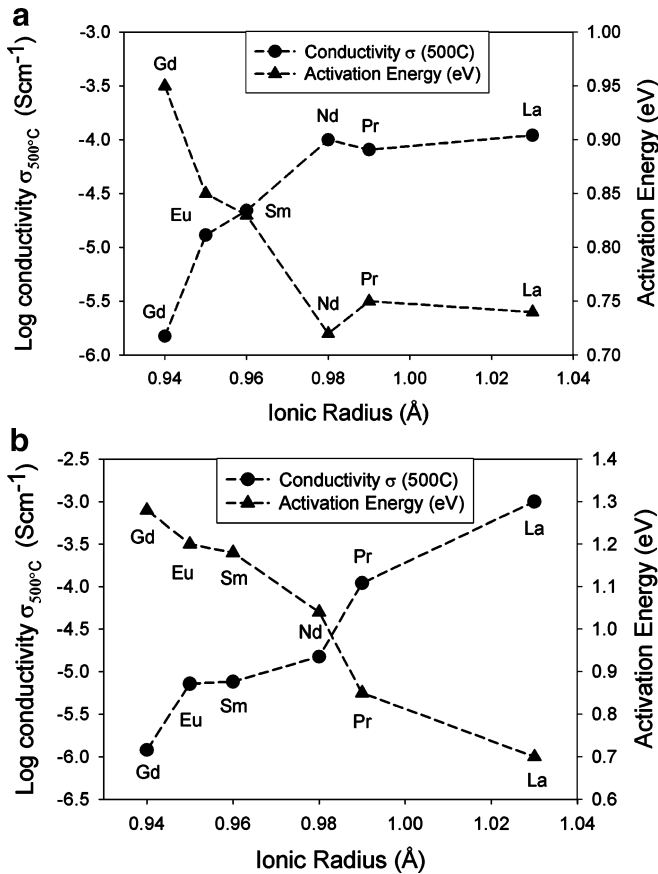 a
-3.0
-3.5
-4.0
-4.5
-5.0
-5.5
-6.0
Log conductivity σ500°C (Scm-1)
1.00
0.95
0.90
0.85
0.80
0.75
0.70
Activation Energy (eV)
Conductivity σ (500C)
Activation Energy (eV)
Gd
Nd
Pr
La
Eu
Sm
Gd
Nd
Pr
La
0.94 0.96 0.98 1.00 1.02 1.04
Ionic Radius (Å)
b
-2.5
-3.0
-3.5
-4.0
-4.5
-5.0
-5.5
-6.0
-6.5
Log conductivity σ500°C (Scm-1)
1.4
1.3
1.2
1.1
1.0
0.9
0.8
0.7
0.6
Activation Energy (eV)
Conductivity σ (500C)
Activation Energy (eV)
Gd
Eu
Sm
Pr
La
Nd
Eu
Sm
Pr
Gd
La
0.94 0.96 0.98 1.00 1.02 1.04
Ionic Radius (Å)